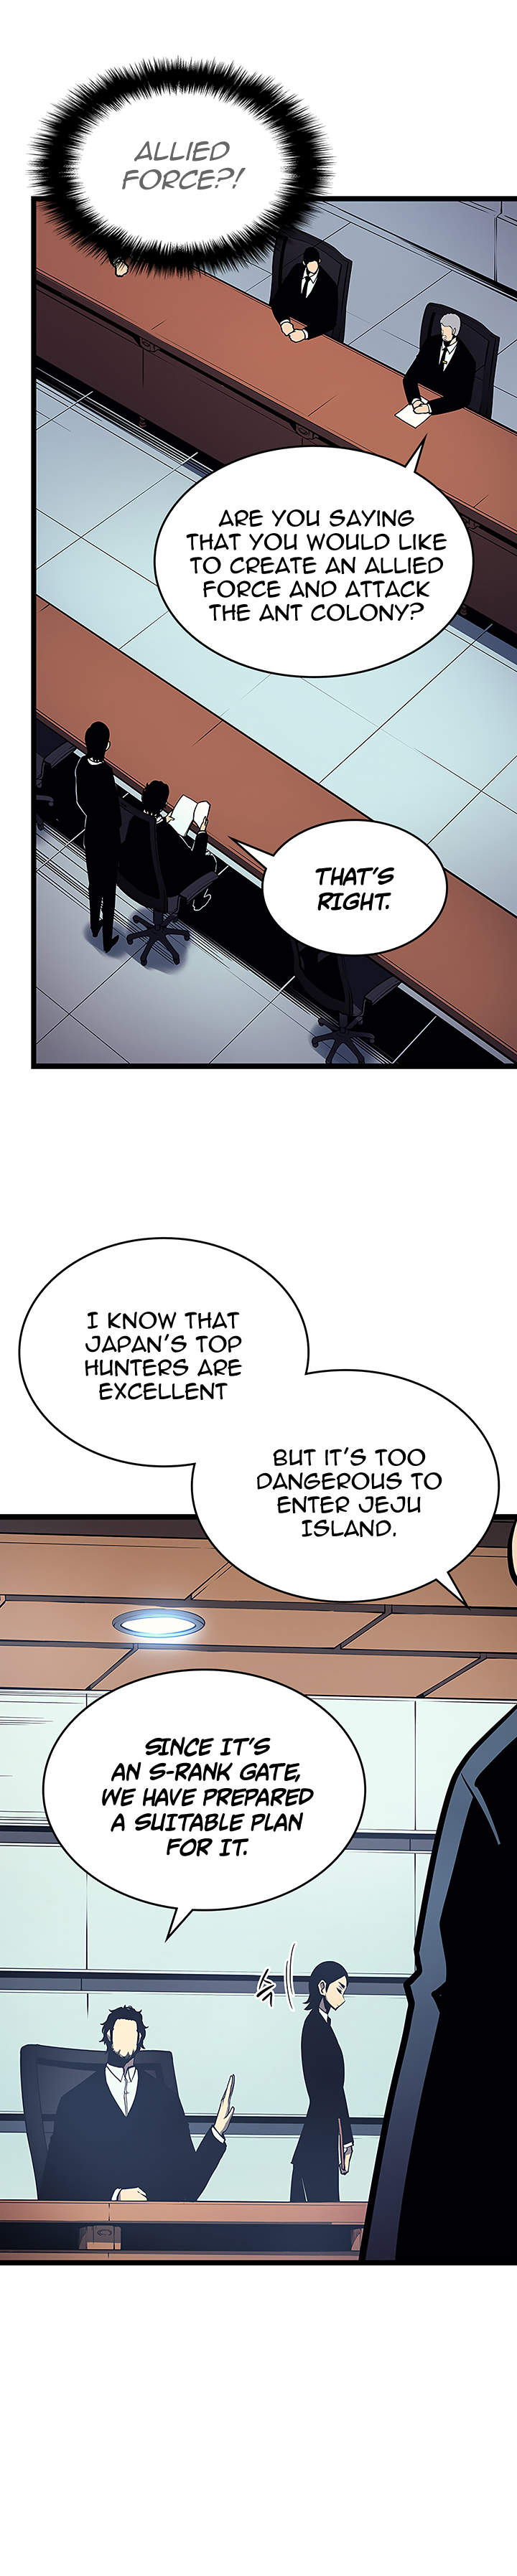 ALLIED
FORCE?!
ARE YOU SAYING
THAT YOU WOULD LIKE
TO CREATE AN ALLIED
FORCE AND ATTACK
THE ANT COLONY?
THAT'S
RIGHT.
I KNOW THAT
JAPAN'S TOP
HUNTERS ARE
EXCELLENT
BUT IT'S TOO
DANGEROUS TO
ENTER JEJU
ISLAND.
SINCE IT'S
AN S-RANK GATE,
WE HAVE PREPARED
A SUITABLE PLAN
FOR IT.